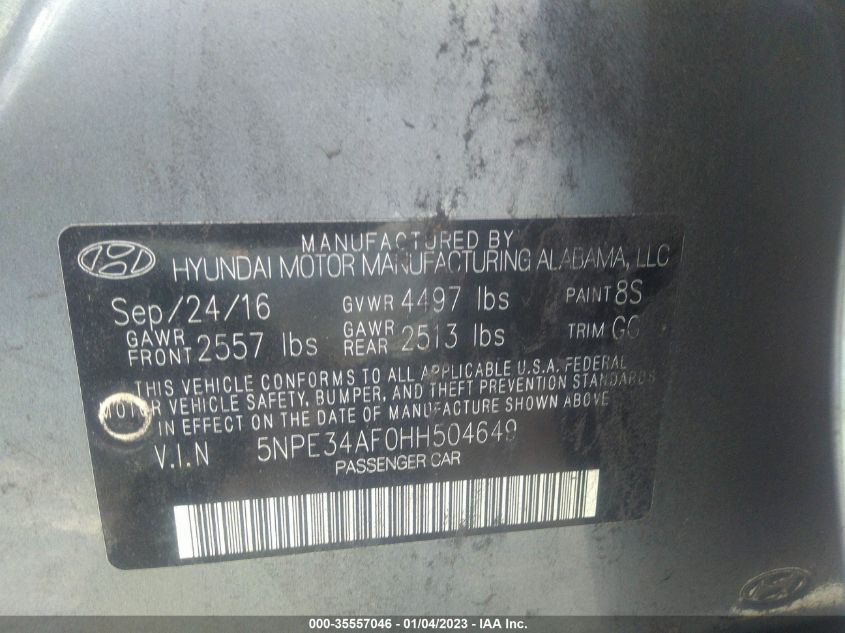 MANUFACTURED BY
HYUNDAI MOTOR MANUFACTURING ALABAMA, LLC
Sep/24/16 GVWR 4497 lbs PAINT 8S
GAWR FRONT 2557 lbs GAWR REAR 2513 lbs TRIM
THIS VEHICLE CONFORMS TO ALL APPLICABLE U.S.A. FEDERAL
MOTOR VEHICLE SAFETY, BUMPER, AND THEFT PREVENTION STANDARDS
IN EFFECT ON THE DATE OF MANUFACTURE SHOWN ABOVE
V.I.N 5NPE34AF0HH504649
PASSENGER CAR
000-35557046 - 01/04/2023 - IAA Inc.